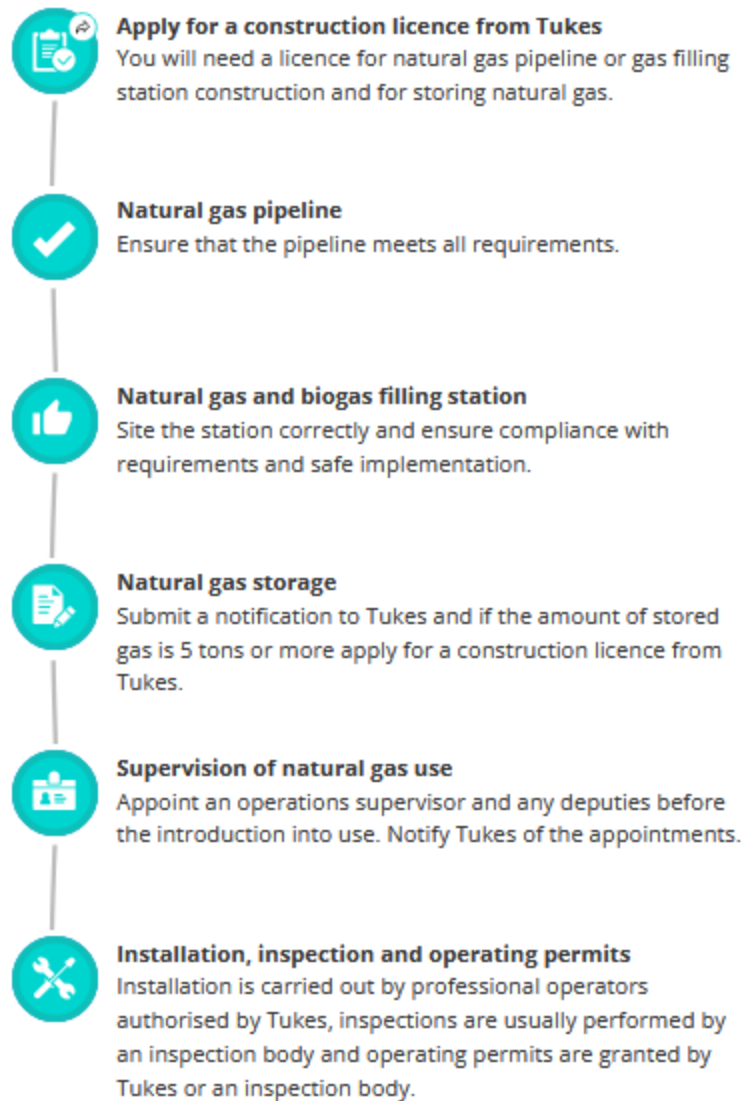 Apply for a construction licence from Tukes
You will need a licence for natural gas pipeline or gas filling
station construction and for storing natural gas.
Natural gas pipeline
Ensure that the pipeline meets all requirements.
Natural gas and biogas filling station
Site the station correctly and ensure compliance with
requirements and safe implementation.
Natural gas storage
Submit a notification to Tukes and if the amount of stored
gas is 5 tons or more apply for a construction licence from
Tukes.
Supervision of natural gas use
Appoint an operations supervisor and any deputies before
the introduction into use. Notify Tukes of the appointments.
Installation, inspection and operating permits
Installation is carried out by professional operators
authorised by Tukes, inspections are usually performed by
an inspection body and operating permits are granted by
Tukes or an inspection body.